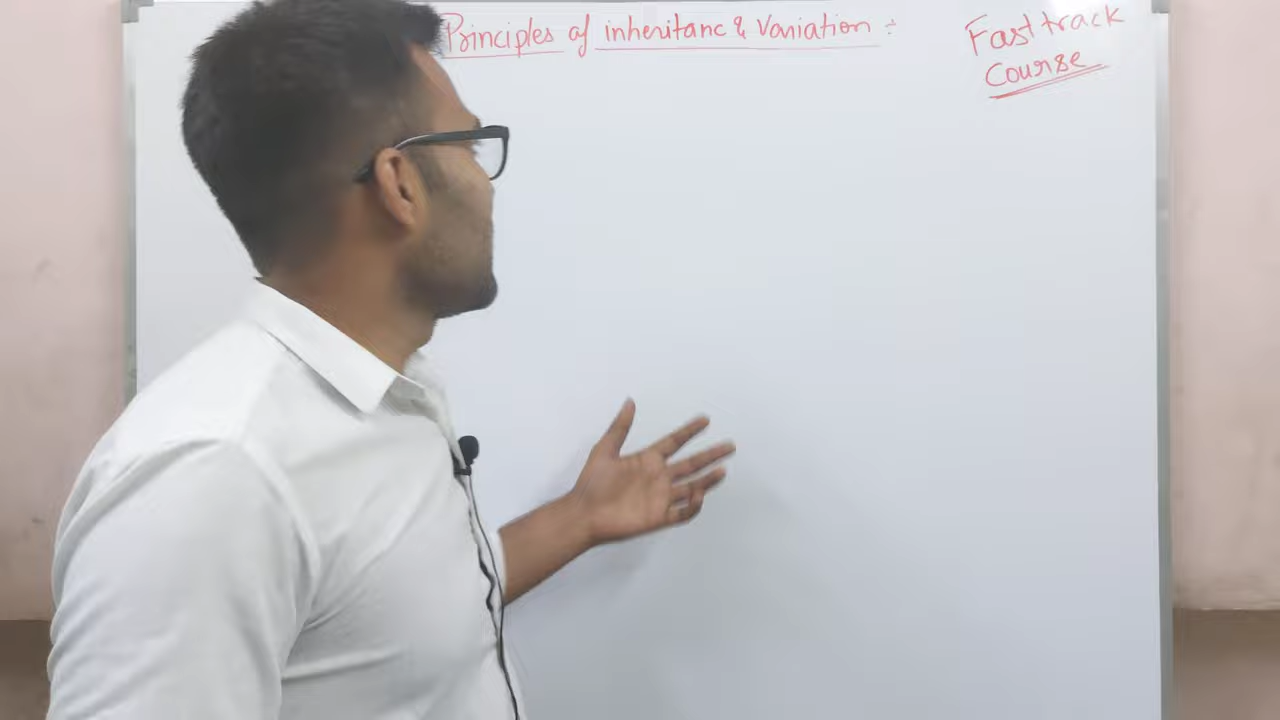 Principles of inheritanc & Variation :-
Fast track
Course